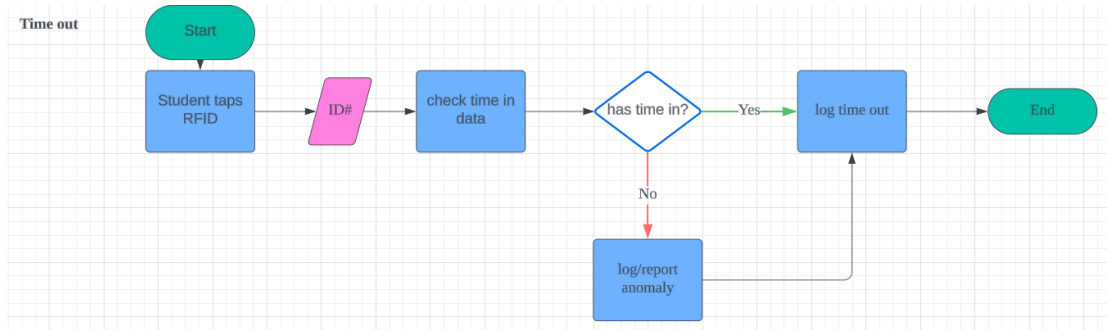 Time out
Start
Student taps
RFID
ID#
check time in
data
has time in?
Yes
log time out
End
No
log/report
anomaly